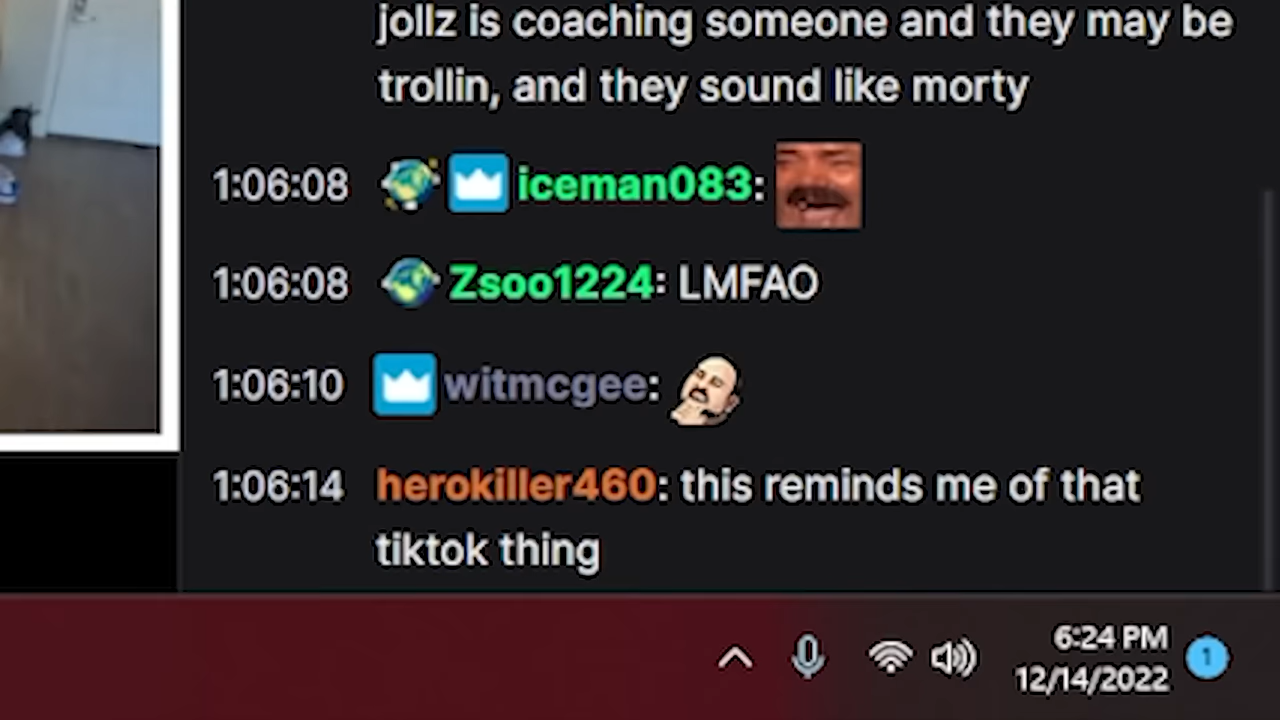 jollz is coaching someone and they may be
trollin, and they sound like morty
1:06:08 iceman083:
1:06:08 Zsoo1224: LMFAO
1:06:10 witmcgee:
1:06:14 herokiller460: this reminds me of that
tiktok thing
6:24 PM
12/14/2022
1